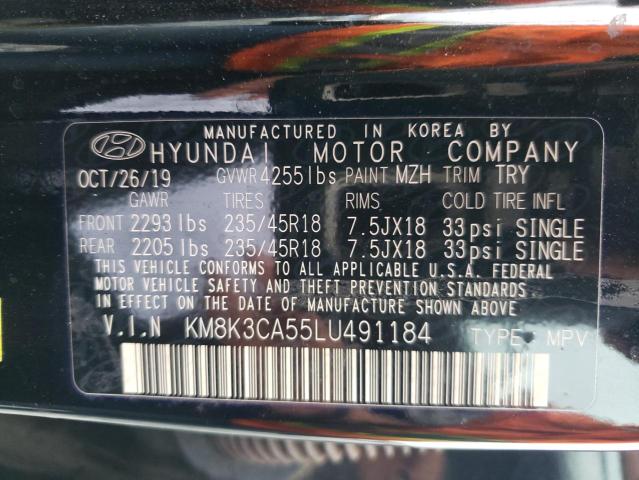 MANUFACTURED IN KOREA BY
HYUNDAI MOTOR COMPANY
OCT/26/19 GVWR 4255lbs PAINT MZH TRIM TRY
GAWR TIRES RIMS COLD TIRE INFL
FRONT 2293 lbs 235/45R18 7.5JX18 33psi SINGLE
REAR 2205 lbs 235/45R18 7.5JX18 33psi SINGLE
THIS VEHICLE CONFORMS TO ALL APPLICABLE U.S.A. FEDERAL
MOTOR VEHICLE SAFETY AND THEFT PREVENTION STANDARDS
IN EFFECT ON THE DATE OF MANUFACTURE SHOWN ABOVE.
V.I.N KM8K3CA55LU491184 TYPE: MPV